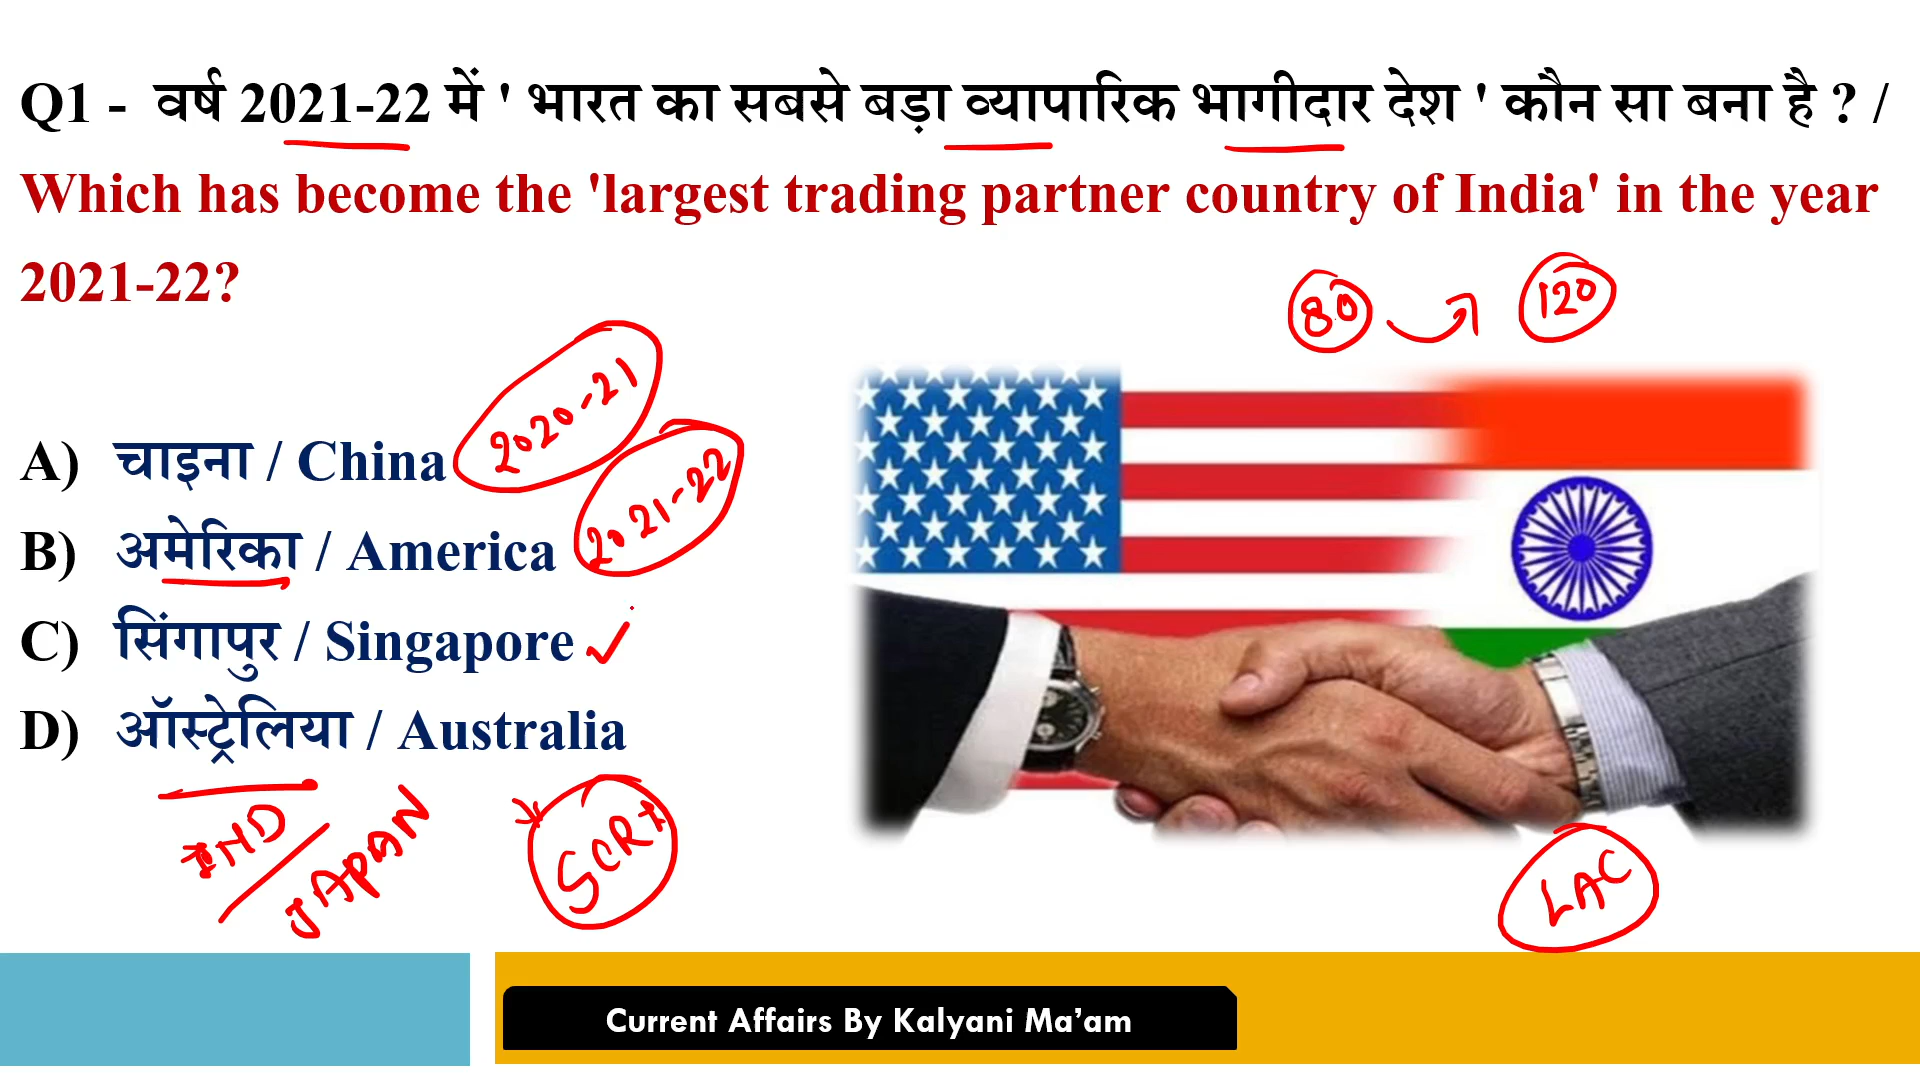 Q1 - वर्ष 2021-22 में ' भारत का सबसे बड़ा व्यापारिक भागीदार देश ' कौन सा बना है ? /
Which has become the 'largest trading partner country of India' in the year
2021-22?
80 120
A) चाइना / China 2020-21
B) अमेरिका / America 2021-22
C) सिंगापुर / Singapore
D) ऑस्ट्रेलिया / Australia
IND / JAPAN
SCRI
LAC
Current Affairs By Kalyani Ma’am